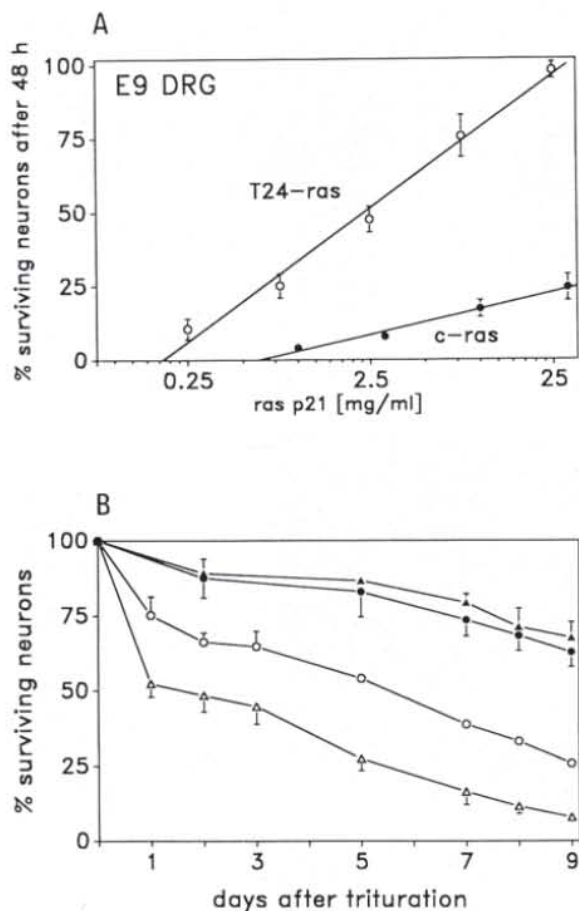 A
% surviving neurons after 48 h
100
75
50
25
0
E9 DRG
T24-ras
c-ras
0.25
2.5
25
ras p21 [mg/ml]
B
% surviving neurons
100
75
50
25
0
1
3
5
7
9
days after trituration